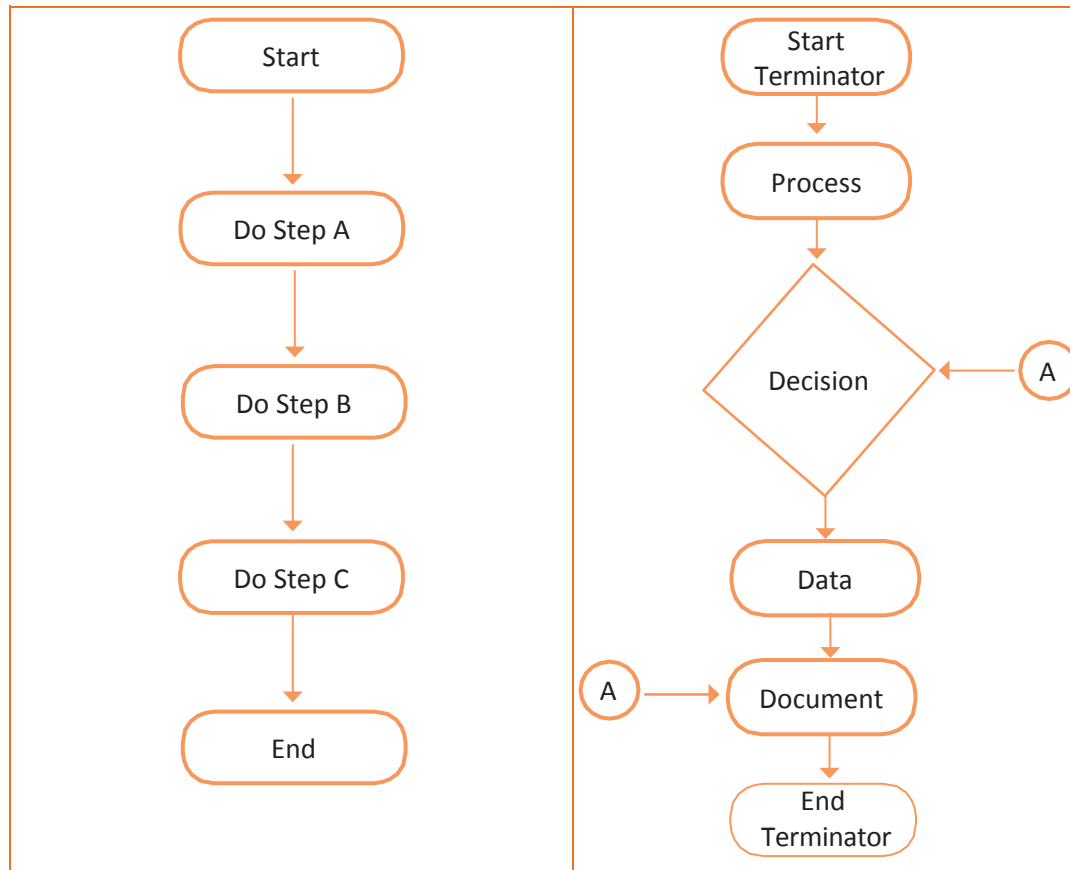 Start
Do Step A
Do Step B
Do Step C
End
Start
Terminator
Process
Decision
A
Data
A
Document
End
Terminator